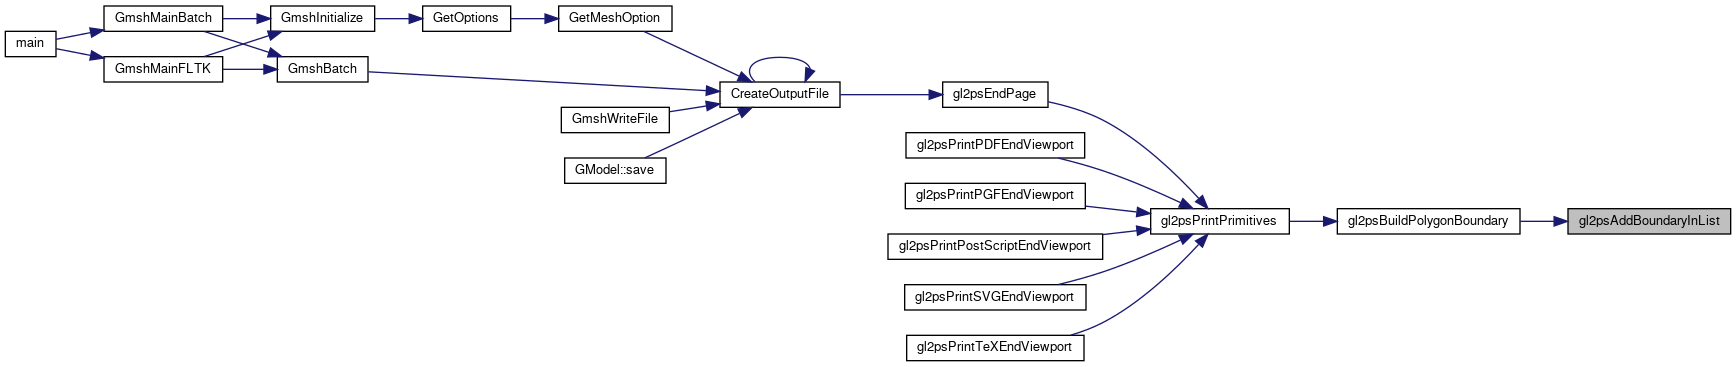 main
GmshMainBatch
GmshMainFLTK
GmshInitialize
GmshBatch
GetOptions
GetMeshOption
GmshWriteFile
GModel::save
CreateOutputFile
gl2psEndPage
gl2psPrintPDFEndViewport
gl2psPrintPGFEndViewport
gl2psPrintPostScriptEndViewport
gl2psPrintSVGEndViewport
gl2psPrintTeXEndViewport
gl2psPrintPrimitives
gl2psBuildPolygonBoundary
gl2psAddBoundaryInList